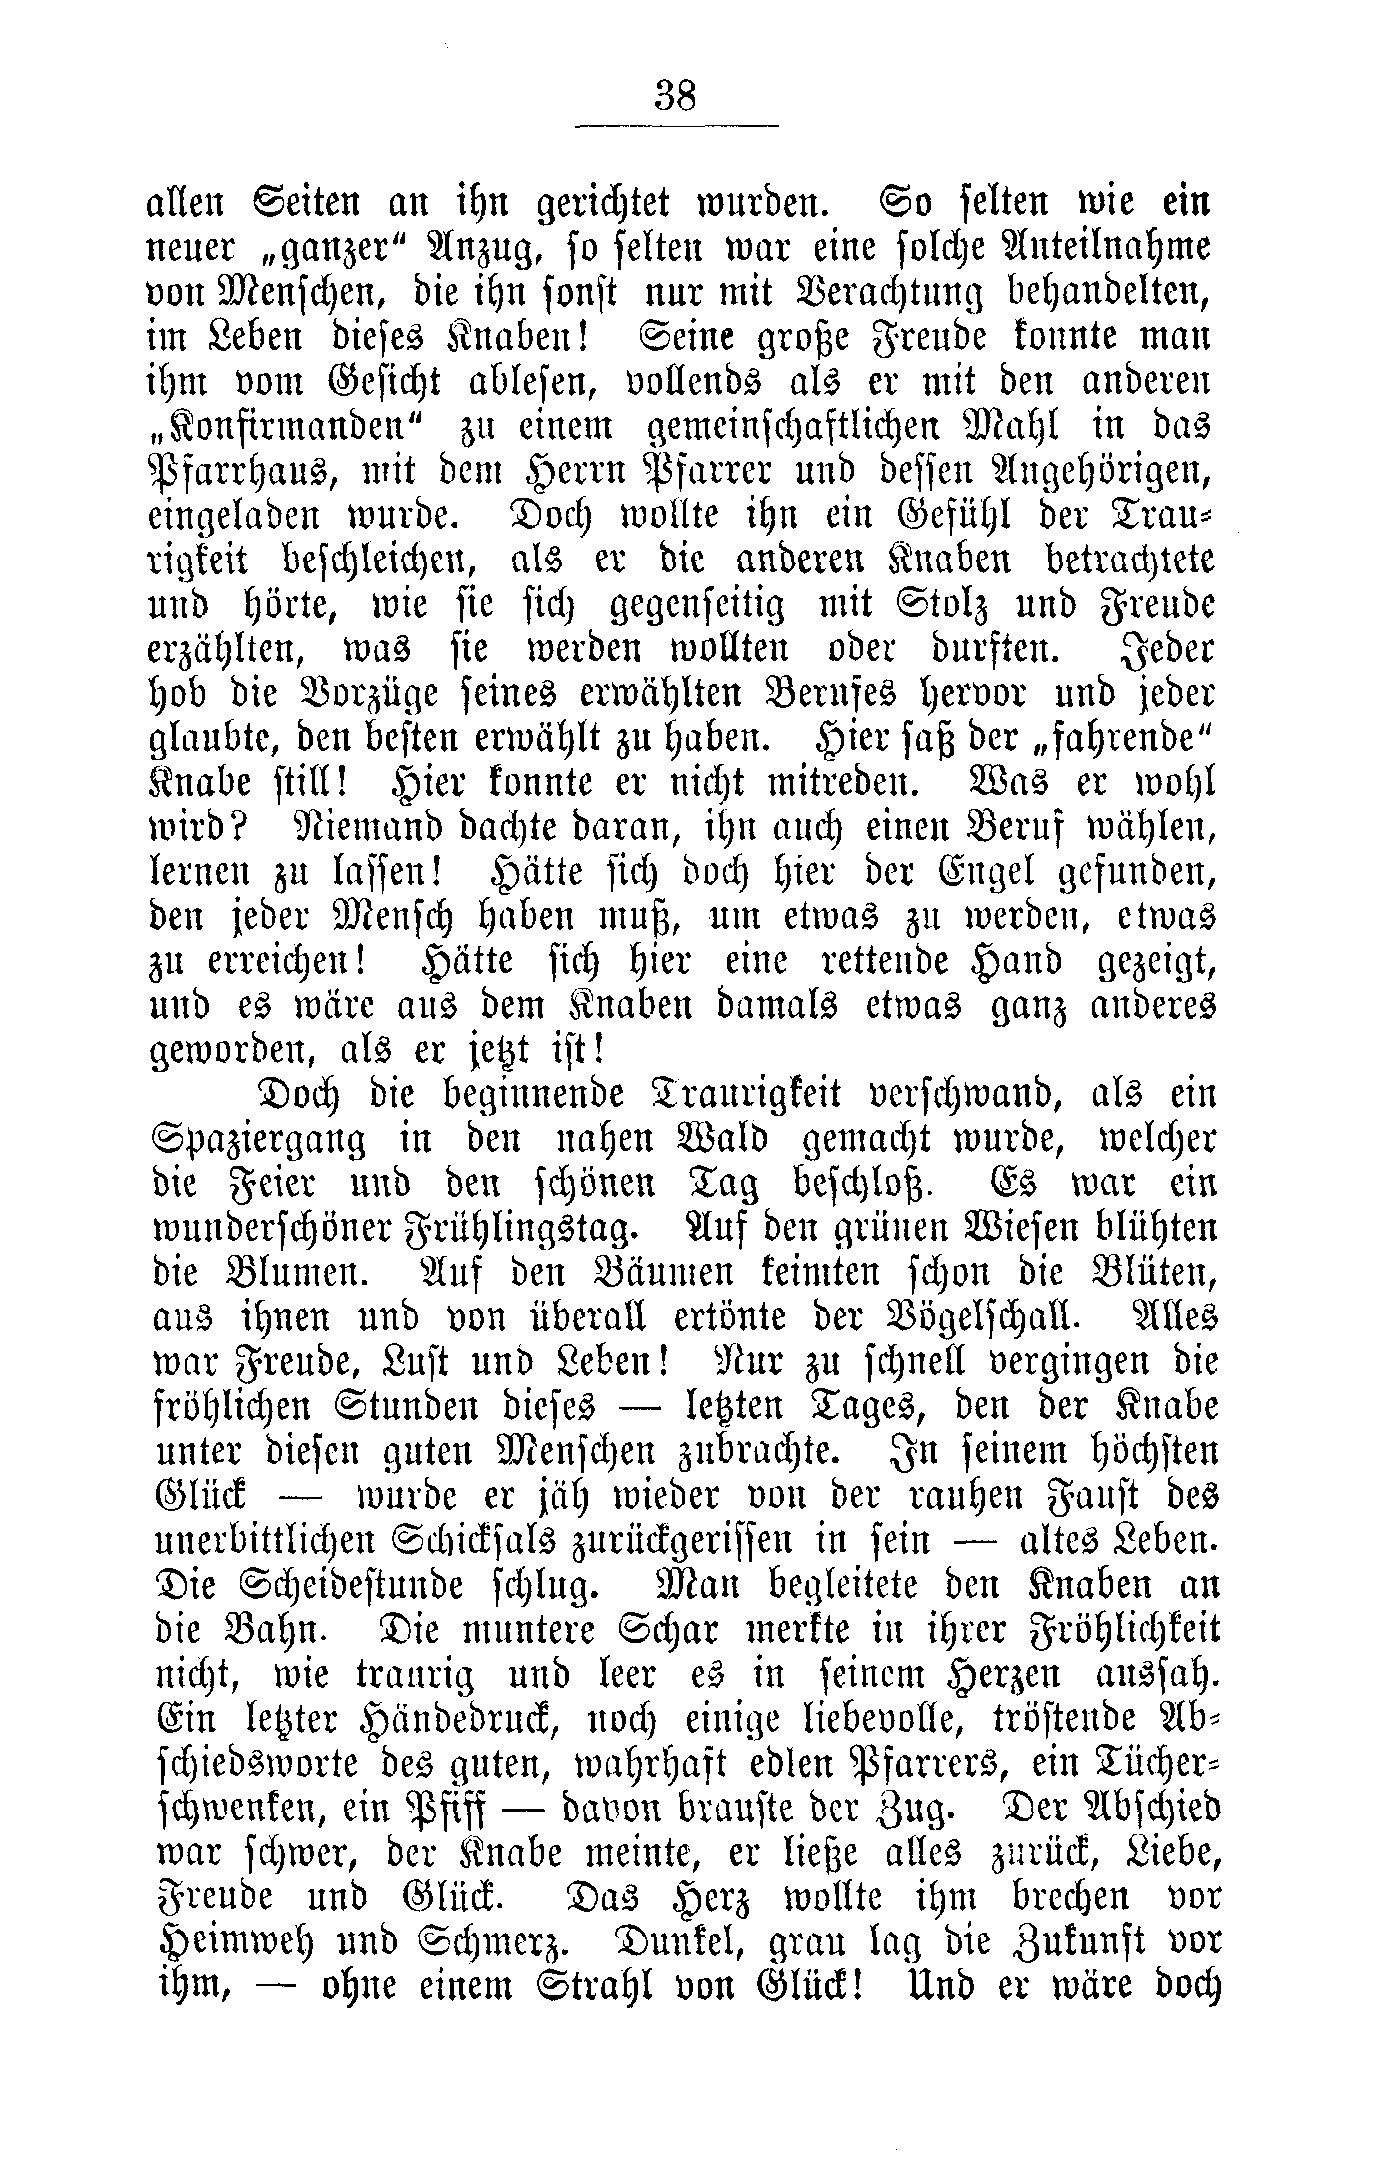 38
allen Seiten an ihn gerichtet wurden. So selten wie ein
neuer „ganzer“ Anzug, so selten war eine solche Anteilnahme
von Menschen, die ihn sonst nur mit Verachtung behandelten,
im Leben dieses Knaben! Seine große Freude konnte man
ihm vom Gesicht ablesen, vollends als er mit den anderen
„Konfirmanden“ zu einem gemeinschaftlichen Mahl in das
Pfarrhaus, mit dem Herrn Pfarrer und dessen Angehörigen,
eingeladen wurde. Doch wollte ihn ein Gefühl der Trau-
rigkeit beschleichen, als er die anderen Knaben betrachtete
und hörte, wie sie sich gegenseitig mit Stolz und Freude
erzählten, was sie werden wollten oder durften. Jeder
hob die Vorzüge seines erwählten Berufes hervor und jeder
glaubte, den besten erwählt zu haben. Hier saß der „fahrende“
Knabe still! Hier konnte er nicht mitreden. Was er wohl
wird? Niemand dachte daran, ihn auch einen Beruf wählen,
lernen zu lassen! Hätte sich doch hier der Engel gefunden,
den jeder Mensch haben muß, um etwas zu werden, etwas
zu erreichen! Hätte sich hier eine rettende Hand gezeigt,
und es wäre aus dem Knaben damals etwas ganz anderes
geworden, als er jetzt ist!
Doch die beginnende Traurigkeit verschwand, als ein
Spaziergang in den nahen Wald gemacht wurde, welcher
die Feier und den schönen Tag beschloß. Es war ein
wunderschöner Frühlingstag. Auf den grünen Wiesen blühten
die Blumen. Auf den Bäumen keimten schon die Blüten,
aus ihnen und von überall ertönte der Vögelschall. Alles
war Freude, Lust und Leben! Nur zu schnell vergingen die
fröhlichen Stunden dieses — letzten Tages, den der Knabe
unter diesen guten Menschen zubrachte. In seinem höchsten
Glück — wurde er jäh wieder von der rauhen Faust des
unerbittlichen Schicksals zurückgerissen in sein — altes Leben.
Die Scheidestunde schlug. Man begleitete den Knaben an
die Bahn. Die muntere Schar merkte in ihrer Fröhlichkeit
nicht, wie traurig und leer es in seinem Herzen aussah.
Ein letzter Händedruck, noch einige liebevolle, tröstende Ab-
schiedsworte des guten, wahrhaft edlen Pfarrers, ein Tücher-
schwenken, ein Pfiff — davon brauste der Zug. Der Abschied
war schwer, der Knabe meinte, er ließe alles zurück, Liebe,
Freude und Glück. Das Herz wollte ihm brechen vor
Heimweh und Schmerz. Dunkel, grau lag die Zukunft vor
ihm, — ohne einem Strahl von Glück! Und er wäre doch